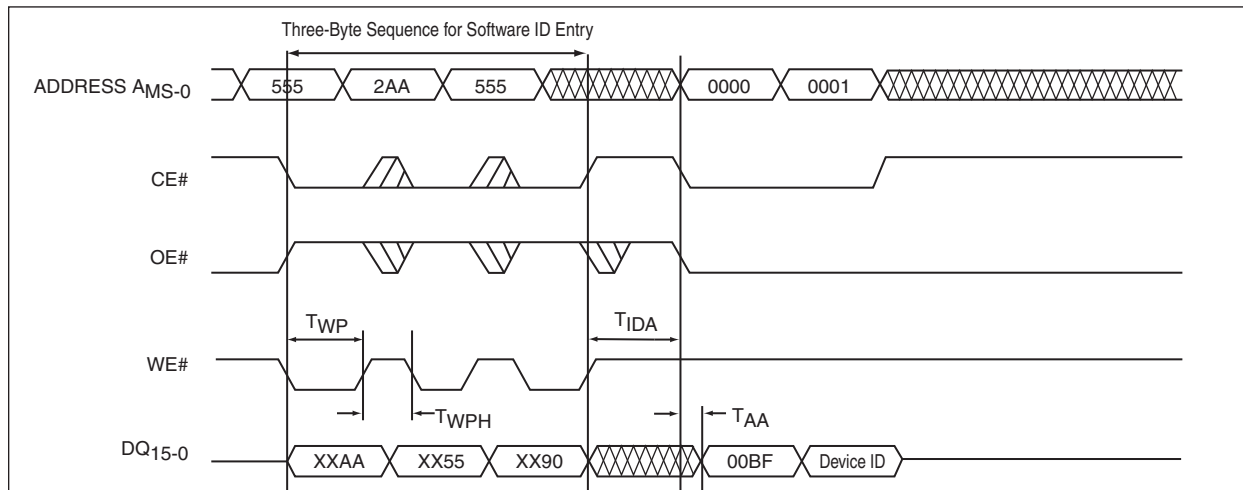 Three-Byte Sequence for Software ID Entry
ADDRESS AMS-0
555 2AA 555 0000 0001
CE#
OE#
TWP
TIDA
WE#
TWPH
TAA
DQ15-0
XXAA XX55 XX90 00BF Device ID